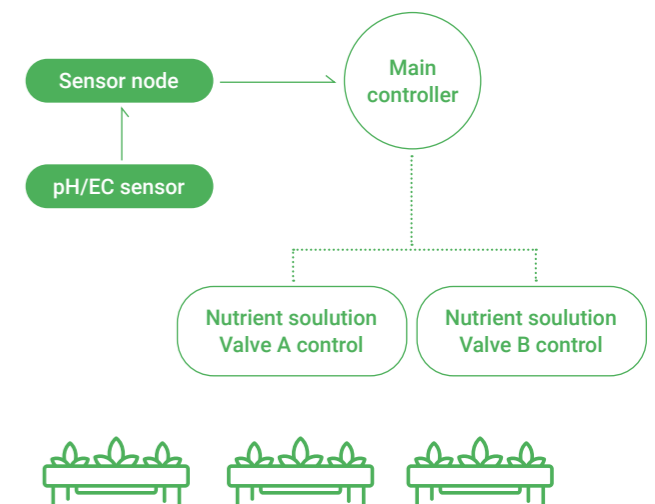 Main
controller
Sensor node
pH/EC sensor
Nutrient soulution
Valve A control
Nutrient soulution
Valve B control